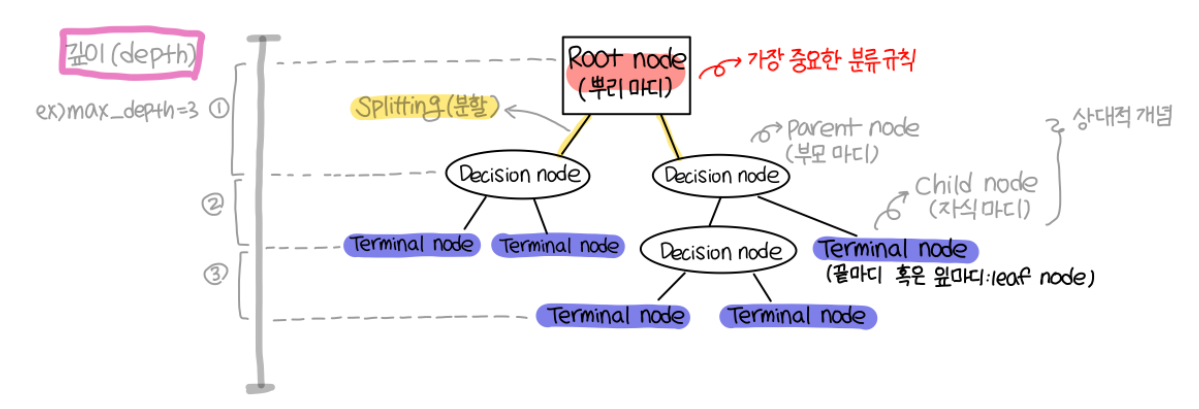 깊이(depth)
Root node
(뿌리 마디)
가장 중요한 분류 규칙
ex)max_depth=3 ①
Splitting(분할)
상대적 개념
Parent node
(부모 마디)
Decision node
Decision node
Child node
(자식 마디)
②
Terminal node
Terminal node
Decision node
Terminal node
(끝마디 혹은 잎마디:leaf node)
③
Terminal node
Terminal node